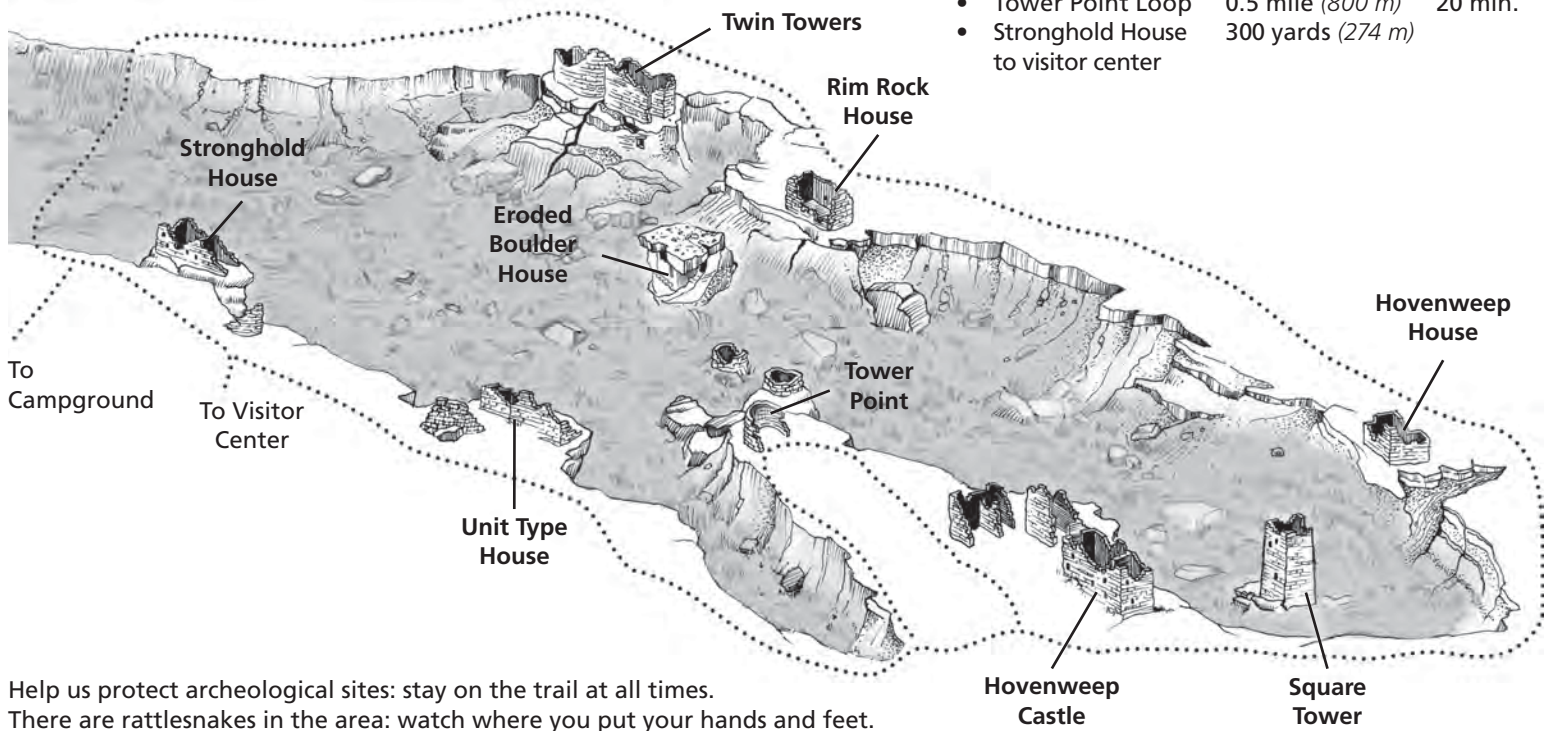 • Tower Point Loop 0.5 mile (800 m) 20 min.
• Stronghold House 300 yards (274 m)
to visitor center
Twin Towers
Rim Rock
House
Stronghold
House
Eroded
Boulder
House
Hovenweep
House
To
Campground
To Visitor
Center
Tower
Point
Unit Type
House
Hovenweep
Castle
Square
Tower
Help us protect archeological sites: stay on the trail at all times.
There are rattlesnakes in the area: watch where you put your hands and feet.